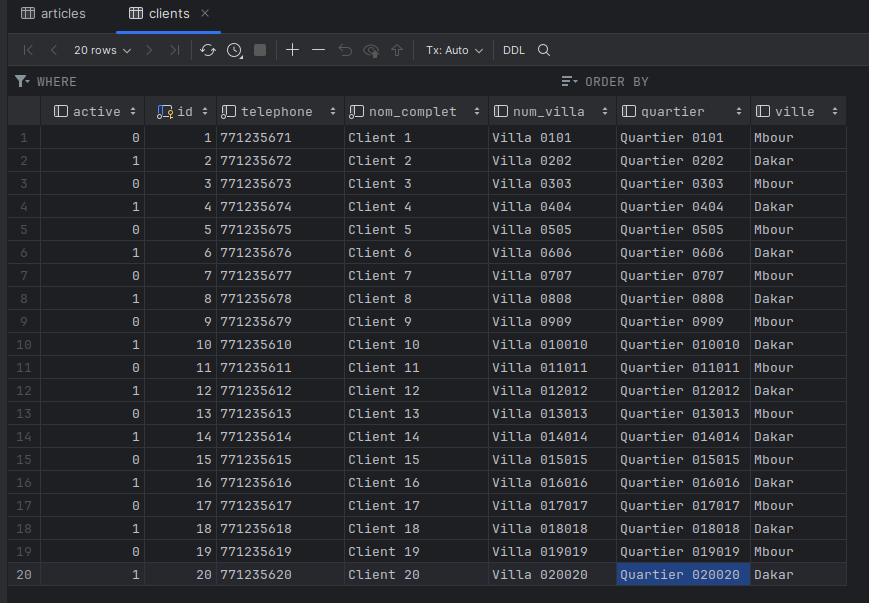 articles clients
20 rows Tx: Auto DDL
WHERE ORDER BY
active id telephone nom_complet num_villa quartier ville
1 0 1 771235671 Client 1 Villa 0101 Quartier 0101 Mbour
2 1 2 771235672 Client 2 Villa 0202 Quartier 0202 Dakar
3 0 3 771235673 Client 3 Villa 0303 Quartier 0303 Mbour
4 1 4 771235674 Client 4 Villa 0404 Quartier 0404 Dakar
5 0 5 771235675 Client 5 Villa 0505 Quartier 0505 Mbour
6 1 6 771235676 Client 6 Villa 0606 Quartier 0606 Dakar
7 0 7 771235677 Client 7 Villa 0707 Quartier 0707 Mbour
8 1 8 771235678 Client 8 Villa 0808 Quartier 0808 Dakar
9 0 9 771235679 Client 9 Villa 0909 Quartier 0909 Mbour
10 1 10 771235610 Client 10 Villa 010010 Quartier 010010 Dakar
11 0 11 771235611 Client 11 Villa 011011 Quartier 011011 Mbour
12 1 12 771235612 Client 12 Villa 012012 Quartier 012012 Dakar
13 0 13 771235613 Client 13 Villa 013013 Quartier 013013 Mbour
14 1 14 771235614 Client 14 Villa 014014 Quartier 014014 Dakar
15 0 15 771235615 Client 15 Villa 015015 Quartier 015015 Mbour
16 1 16 771235616 Client 16 Villa 016016 Quartier 016016 Dakar
17 0 17 771235617 Client 17 Villa 017017 Quartier 017017 Mbour
18 1 18 771235618 Client 18 Villa 018018 Quartier 018018 Dakar
19 0 19 771235619 Client 19 Villa 019019 Quartier 019019 Mbour
20 1 20 771235620 Client 20 Villa 020020 Quartier 020020 Dakar